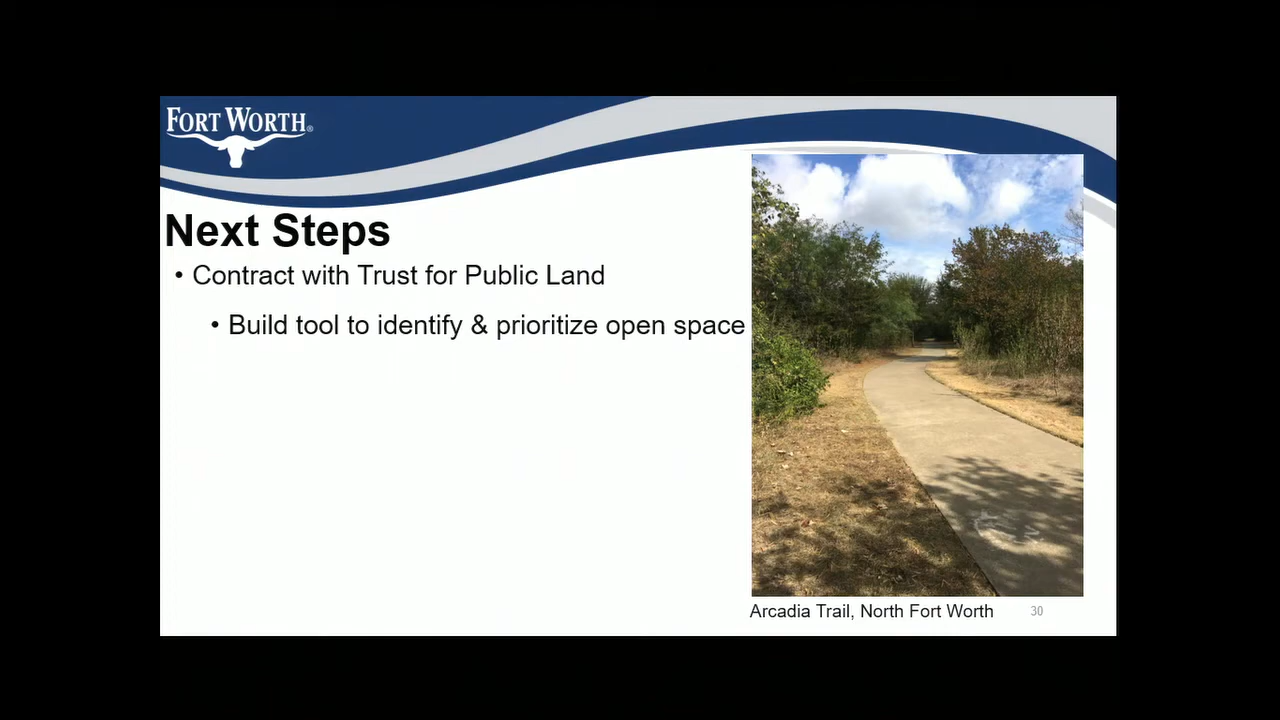 FORT WORTH®
Next Steps
• Contract with Trust for Public Land
• Build tool to identify & prioritize open space
Arcadia Trail, North Fort Worth
30